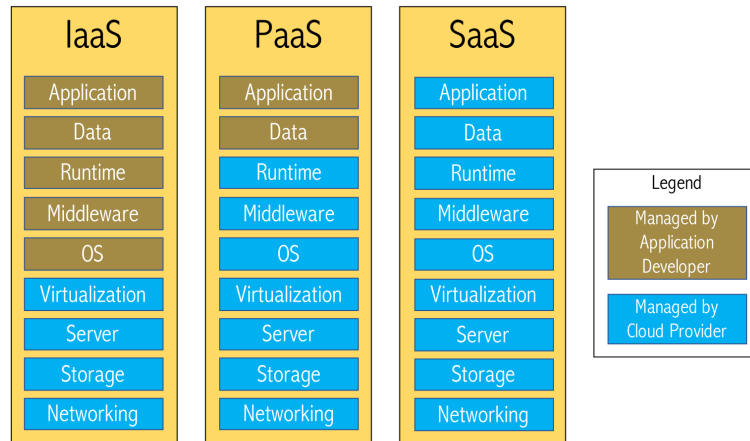 IaaS
Application
Data
Runtime
Middleware
OS
Virtualization
Server
Storage
Networking
PaaS
Application
Data
Runtime
Middleware
OS
Virtualization
Server
Storage
Networking
SaaS
Application
Data
Runtime
Middleware
OS
Virtualization
Server
Storage
Networking
Legend
Managed by
Application
Developer
Managed by
Cloud Provider